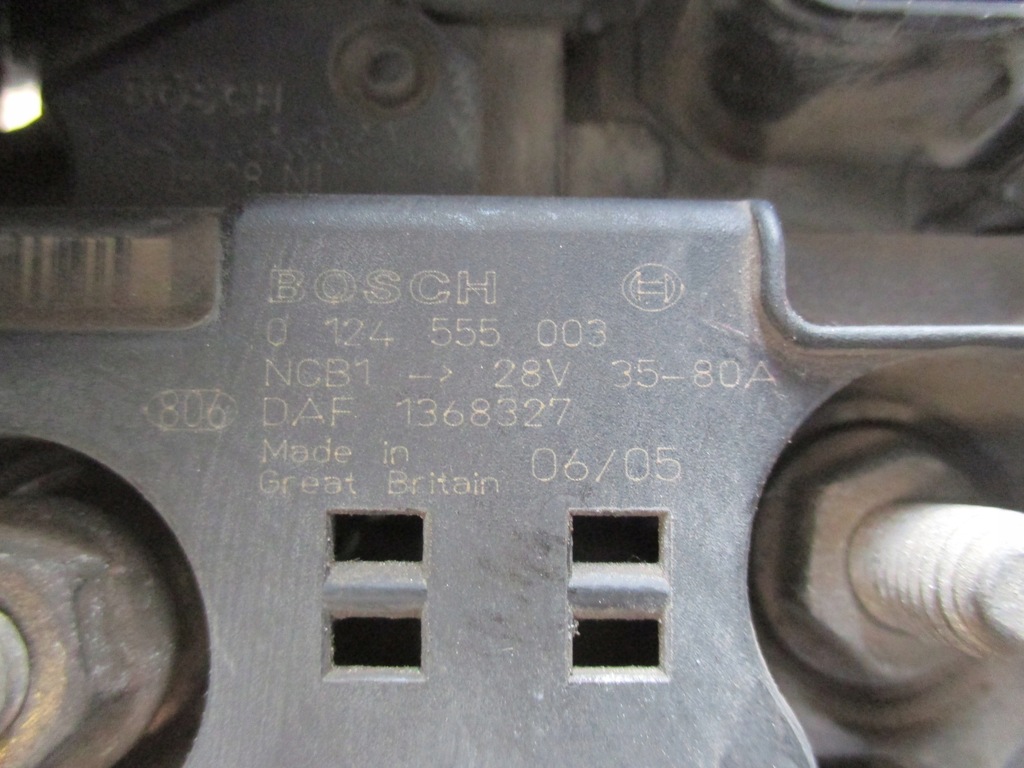 BOSCH
BOSCH
0 124 555 003
NCB1 -> 28V 35-80A
806 DAF 1368327
Made in
Great Britain 06/05